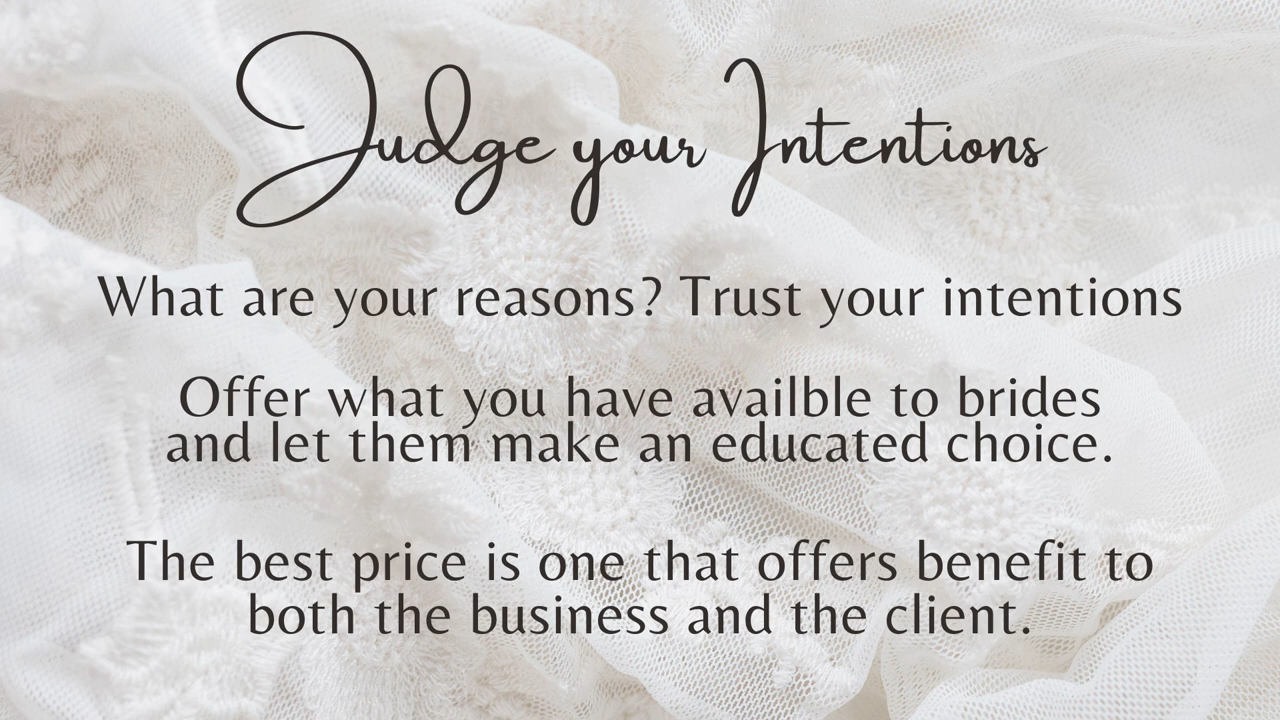 Judge your Intentions
What are your reasons? Trust your intentions
Offer what you have availble to brides
and let them make an educated choice.
The best price is one that offers benefit to
both the business and the client.